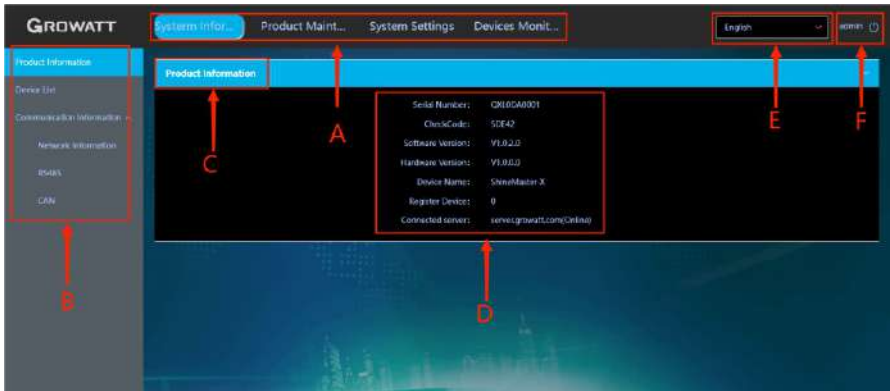 GROWATT
System Infor...
Product Maint...
System Settings
Devices Monit...
English
admin
Product Information
Device List
Communication Information
Network Information
RS485
CAN
Product Information
Serial Number: QXL0DA0001
CheckCode: 5DE42
Software Version: V1.0.2.0
Hardware Version: V1.0.0.0
Device Name: ShineMaster-X
Register Device: 0
Connected server: server.growatt.com(Online)
A
B
C
D
E
F